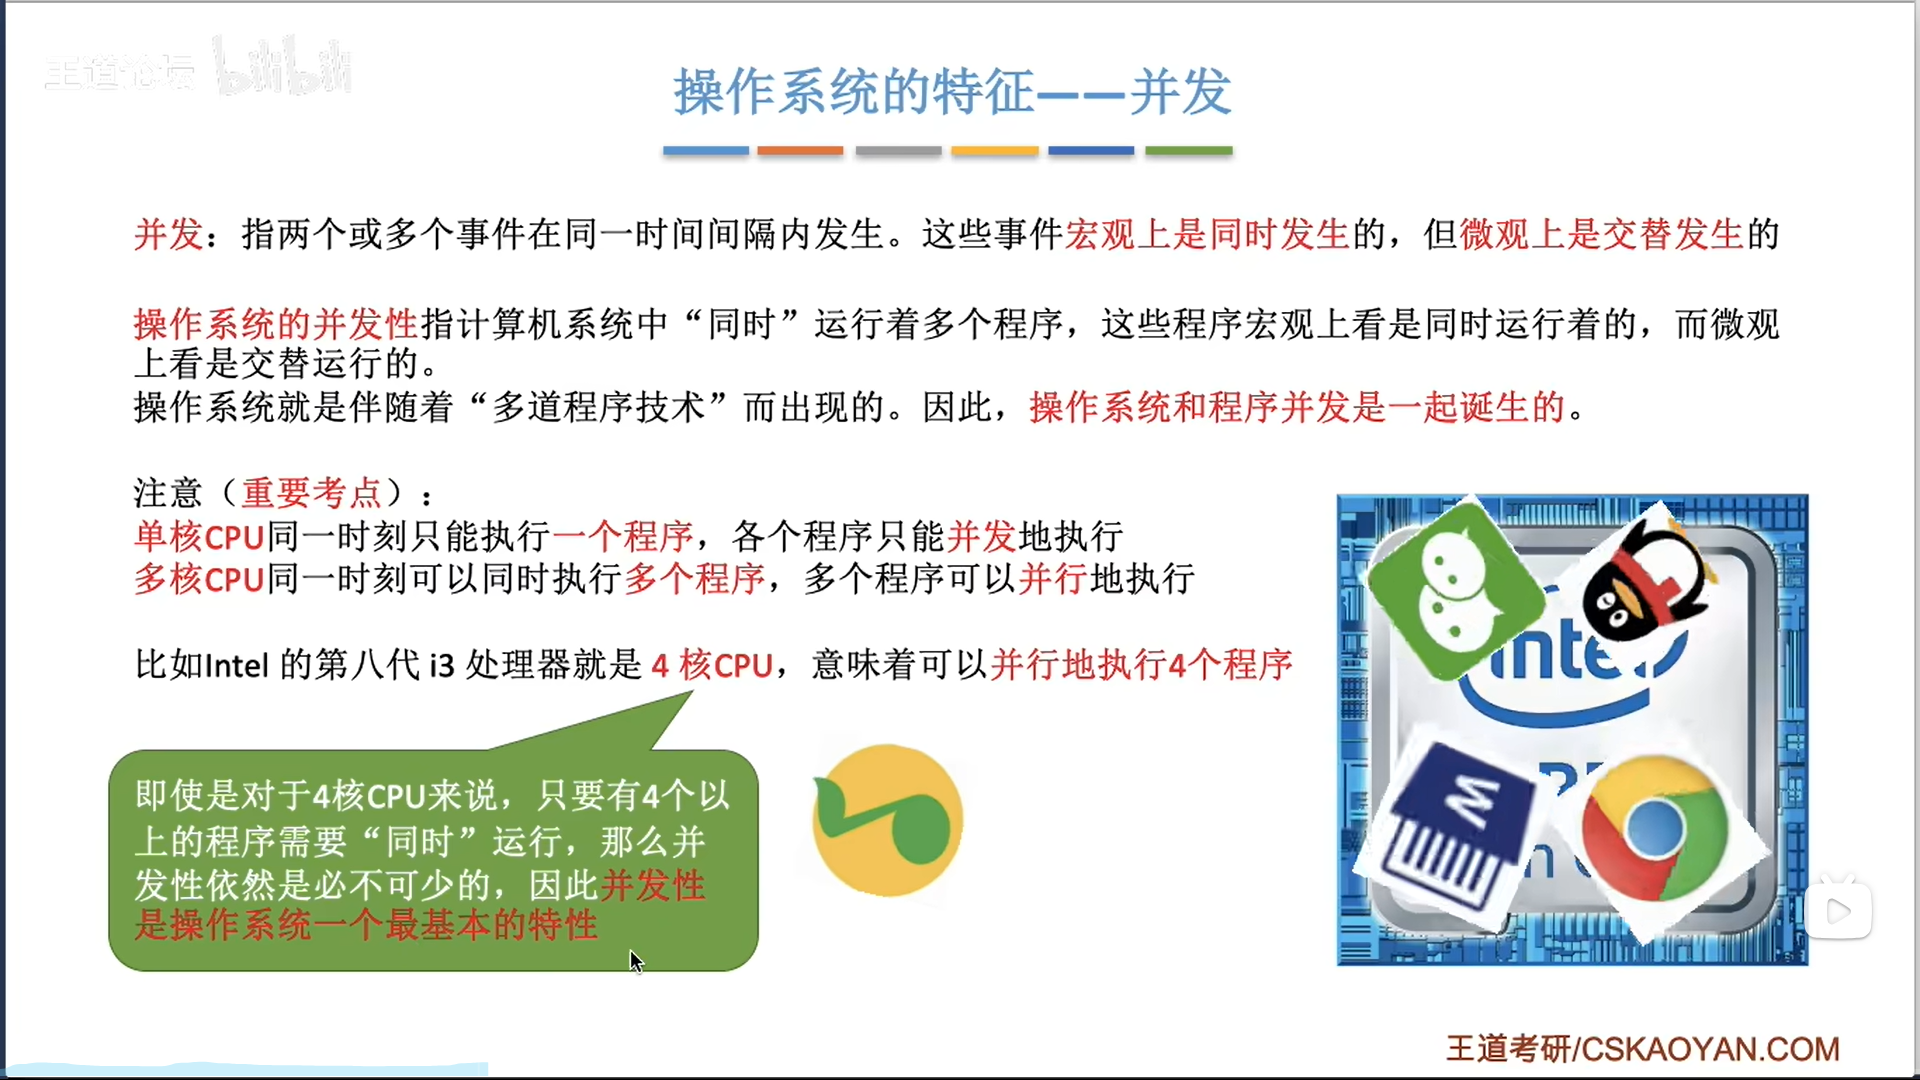 王道论坛 bilibili
操作系统的特征——并发
并发：指两个或多个事件在同一时间间隔内发生。这些事件宏观上是同时发生的，但微观上是交替发生的
操作系统的并发性指计算机系统中“同时”运行着多个程序，这些程序宏观上看是同时运行着的，而微观
上看是交替运行的。
操作系统就是伴随着“多道程序技术”而出现的。因此，操作系统和程序并发是一起诞生的。
注意（重要考点）：
单核CPU同一时刻只能执行一个程序，各个程序只能并发地执行
多核CPU同一时刻可以同时执行多个程序，多个程序可以并行地执行
比如Intel 的第八代 i3 处理器就是 4 核CPU，意味着可以并行地执行4个程序
即使是对于4核CPU来说，只要有4个以
上的程序需要“同时”运行，那么并
发性依然是必不可少的，因此并发性
是操作系统一个最基本的特性
inte
W
王道考研/CSKAOYAN.COM